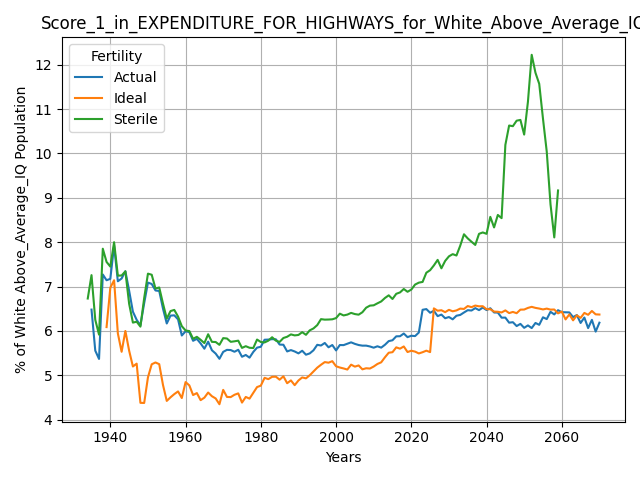 Score_1_in_EXPENDITURE_FOR_HIGHWAYS_for_White_Above_Average_IQ
Fertility
Actual
Ideal
Sterile
% of White Above_Average_IQ Population
12
11
10
9
8
7
6
5
4
1940 1960 1980 2000 2020 2040 2060
Years